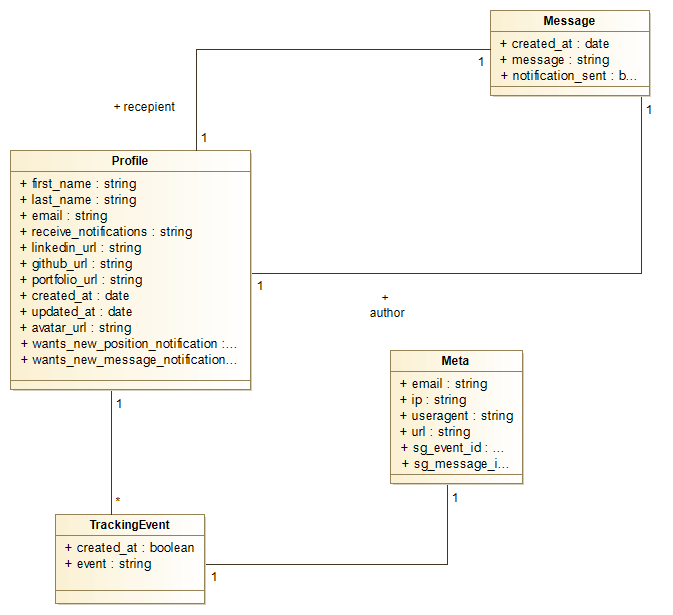 Message
+ created_at : date
+ message : string
+ notification_sent : b...
1
1
+ recepient
1
Profile
+ first_name : string
+ last_name : string
+ email : string
+ receive_notifications : string
+ linkedin_url : string
+ github_url : string
+ portfolio_url : string
+ created_at : date
+ updated_at : date
+ avatar_url : string
+ wants_new_position_notification :...
+ wants_new_message_notification...
1
+
author
Meta
+ email : string
+ ip : string
+ useragent : string
+ url : string
+ sg_event_id : ...
+ sg_message_i...
1
1
*
TrackingEvent
+ created_at : boolean
+ event : string
1